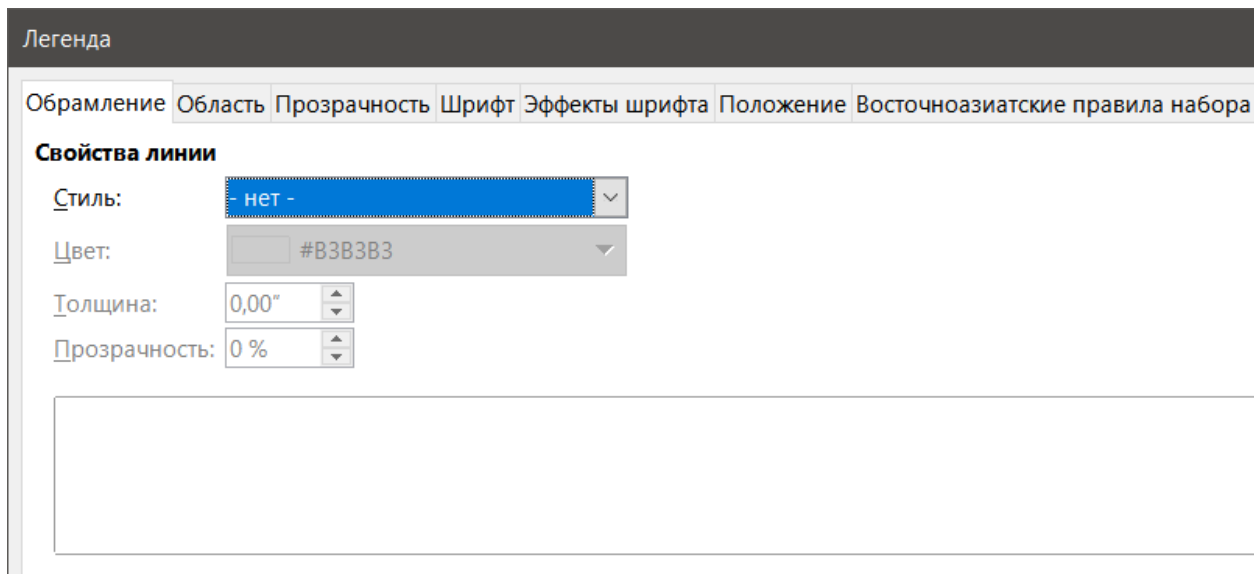 Легенда
Обрамление Область Прозрачность Шрифт Эффекты шрифта Положение Восточноазиатские правила набора
Свойства линии
Стиль: - нет -
Цвет: #B3B3B3
Толщина: 0,00″
Прозрачность: 0 %